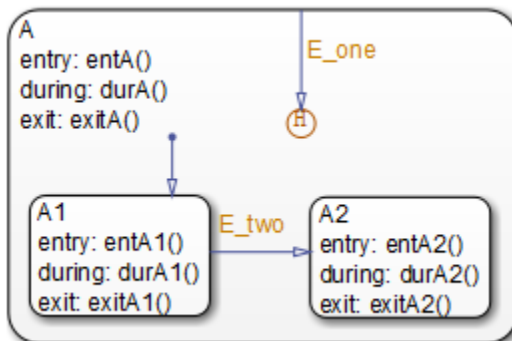 A
entry: entA()
during: durA()
exit: exitA()
E_one
H
A1
entry: entA1()
during: durA1()
exit: exitA1()
E_two
A2
entry: entA2()
during: durA2()
exit: exitA2()